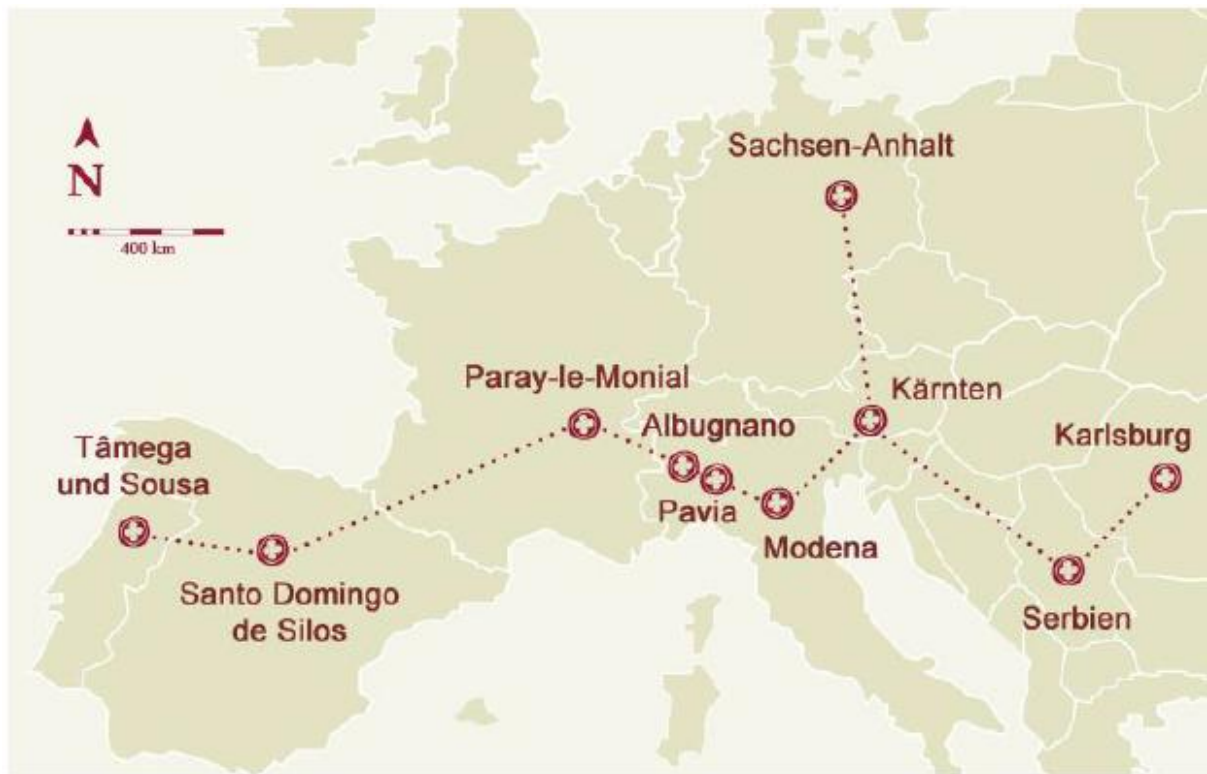 Sachsen-Anhalt
N
400 km
Paray-le-Monial
Kärnten
Albugnano
Karlsburg
Tâmega
und Sousa
Pavia
Modena
Santo Domingo
de Silos
Serbien